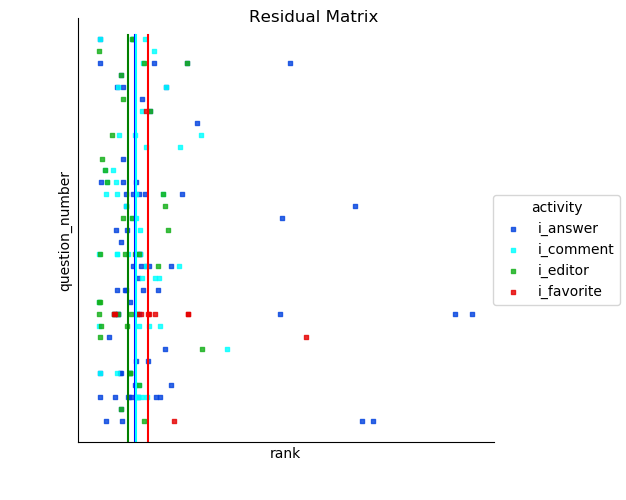 Residual Matrix
question_number
activity
i_answer
i_comment
i_editor
i_favorite
rank